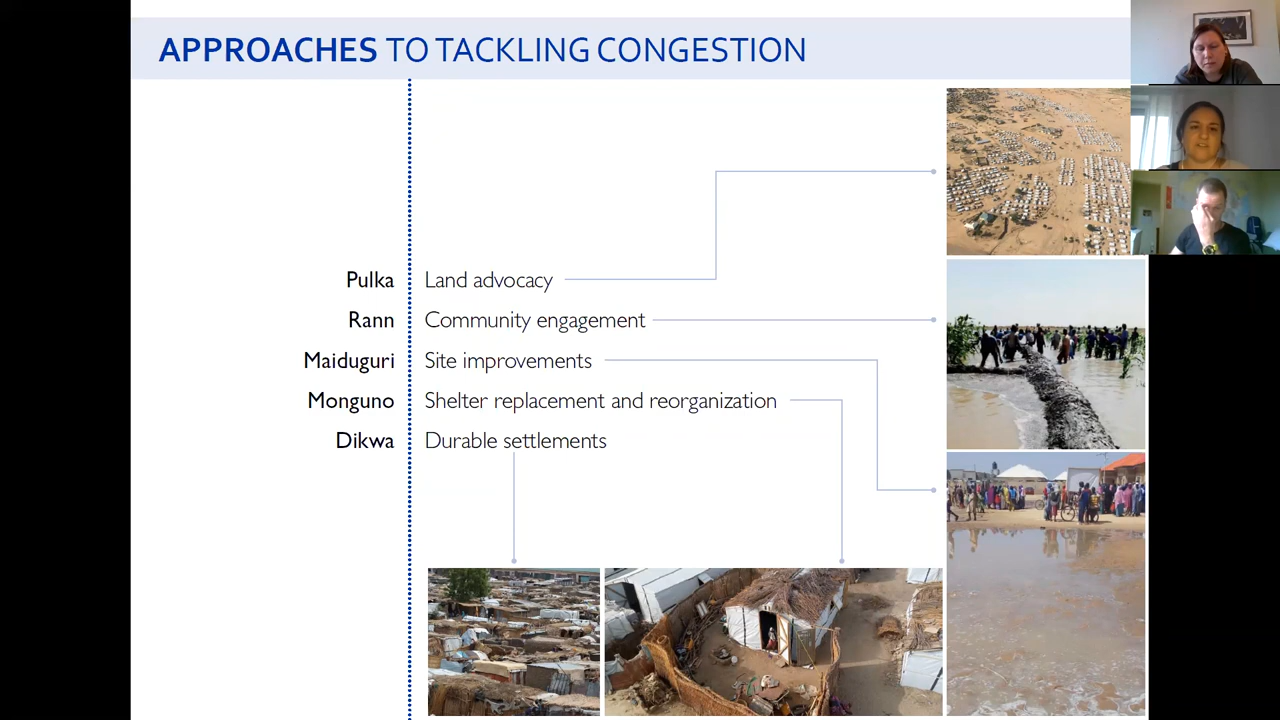 APPROACHES TO TACKLING CONGESTION
Pulka Land advocacy
Rann Community engagement
Maiduguri Site improvements
Monguno Shelter replacement and reorganization
Dikwa Durable settlements